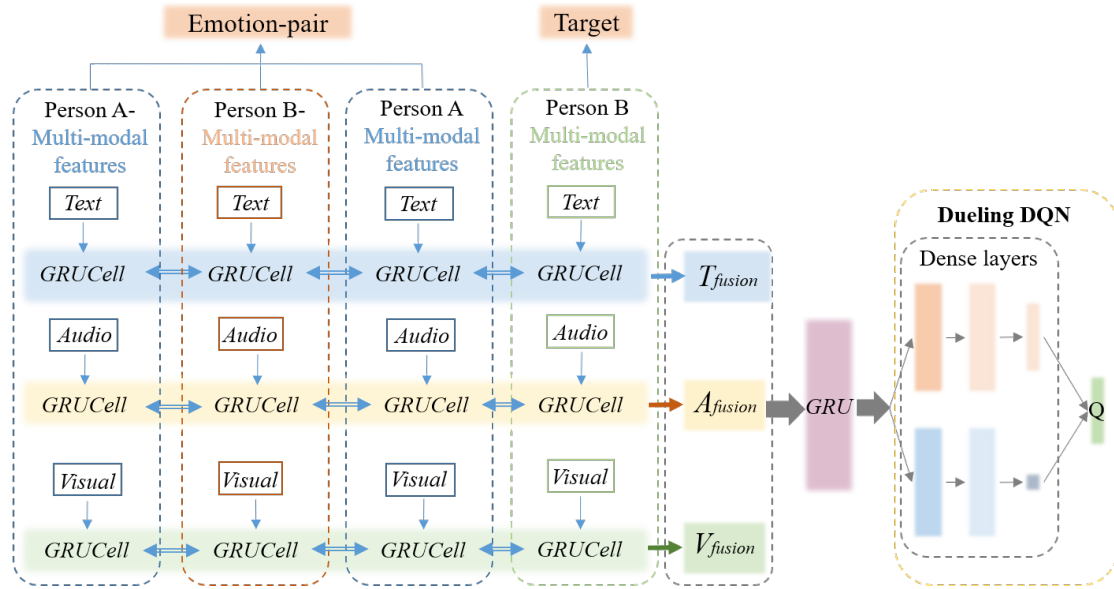 Emotion-pair
Target
Person A-
Multi-modal
features
Person B-
Multi-modal
features
Person A
Multi-modal
features
Person B
Multi-modal
features
Text
Text
Text
Text
GRUCell
GRUCell
GRUCell
GRUCell
Tfusion
Audio
Audio
Audio
Audio
GRUCell
GRUCell
GRUCell
GRUCell
Afusion
Visual
Visual
Visual
Visual
GRUCell
GRUCell
GRUCell
GRUCell
Vfusion
GRU
Dueling DQN
Dense layers
Q